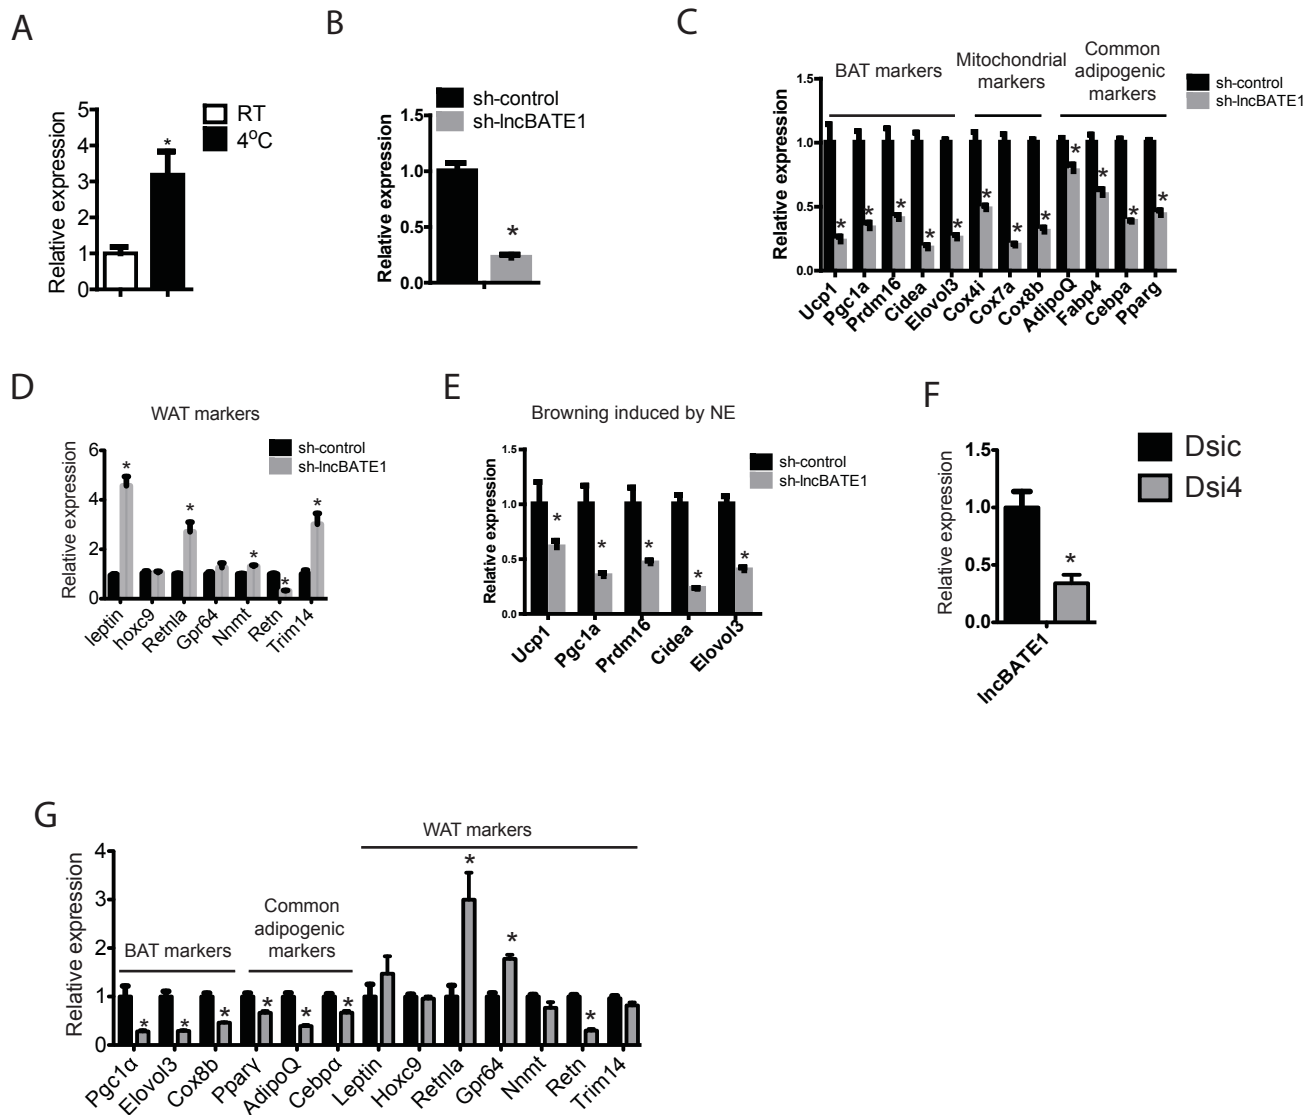 A
Relative expression
5
4
3
2
1
0
*
RT
4°C
B
sh-control
sh-lncBATE1
Relative expression
1.5
1.0
0.5
0.0
*
C
BAT markers
Mitochondrial
markers
Common
adipogenic
markers
sh-control
sh-lncBATE1
Relative expression
1.5
1.0
0.5
0.0
* * * * * * * * * * * *
Ucp1 Pgc1a Prdm16 Cidea Elovol3 Cox4i Cox7a Cox8b AdipoQ Fabp4 Cebpa Pparg
D
WAT markers
sh-control
sh-lncBATE1
Relative expression
6
4
2
0
* * * * *
leptin hoxc9 Retnla Gpr64 Nnmt Retn Trim14
E
Browning induced by NE
sh-control
sh-lncBATE1
Relative expression
1.5
1.0
0.5
0.0
* * * * *
Ucp1 Pgc1a Prdm16 Cidea Elovol3
F
Dsic
Dsi4
Relative expression
1.5
1.0
0.5
0.0
*
lncBATE1
G
WAT markers
Common
adipogenic
markers
BAT markers
Relative expression
4
3
2
1
0
* * * * * * * * *
Pgc1α Elovol3 Cox8b Pparγ AdipoQ Cebpα Leptin Hoxc9 Retnla Gpr64 Nnmt Retn Trim14